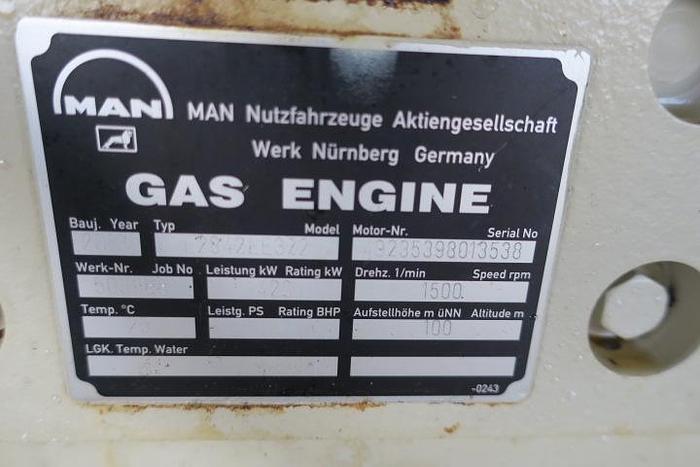 MAN
MAN Nutzfahrzeuge Aktiengesellschaft
Werk Nürnberg Germany
GAS ENGINE
Bauj. Year Typ Model Motor-Nr. Serial No
49235398013538
Werk-Nr. Job No Leistung kW Rating kW Drehz. 1/min Speed rpm
1500
Temp. °C Leistg. PS Rating BHP Aufstellhöhe m üNN Altitude m
100
LGK. Temp. Water
-0243